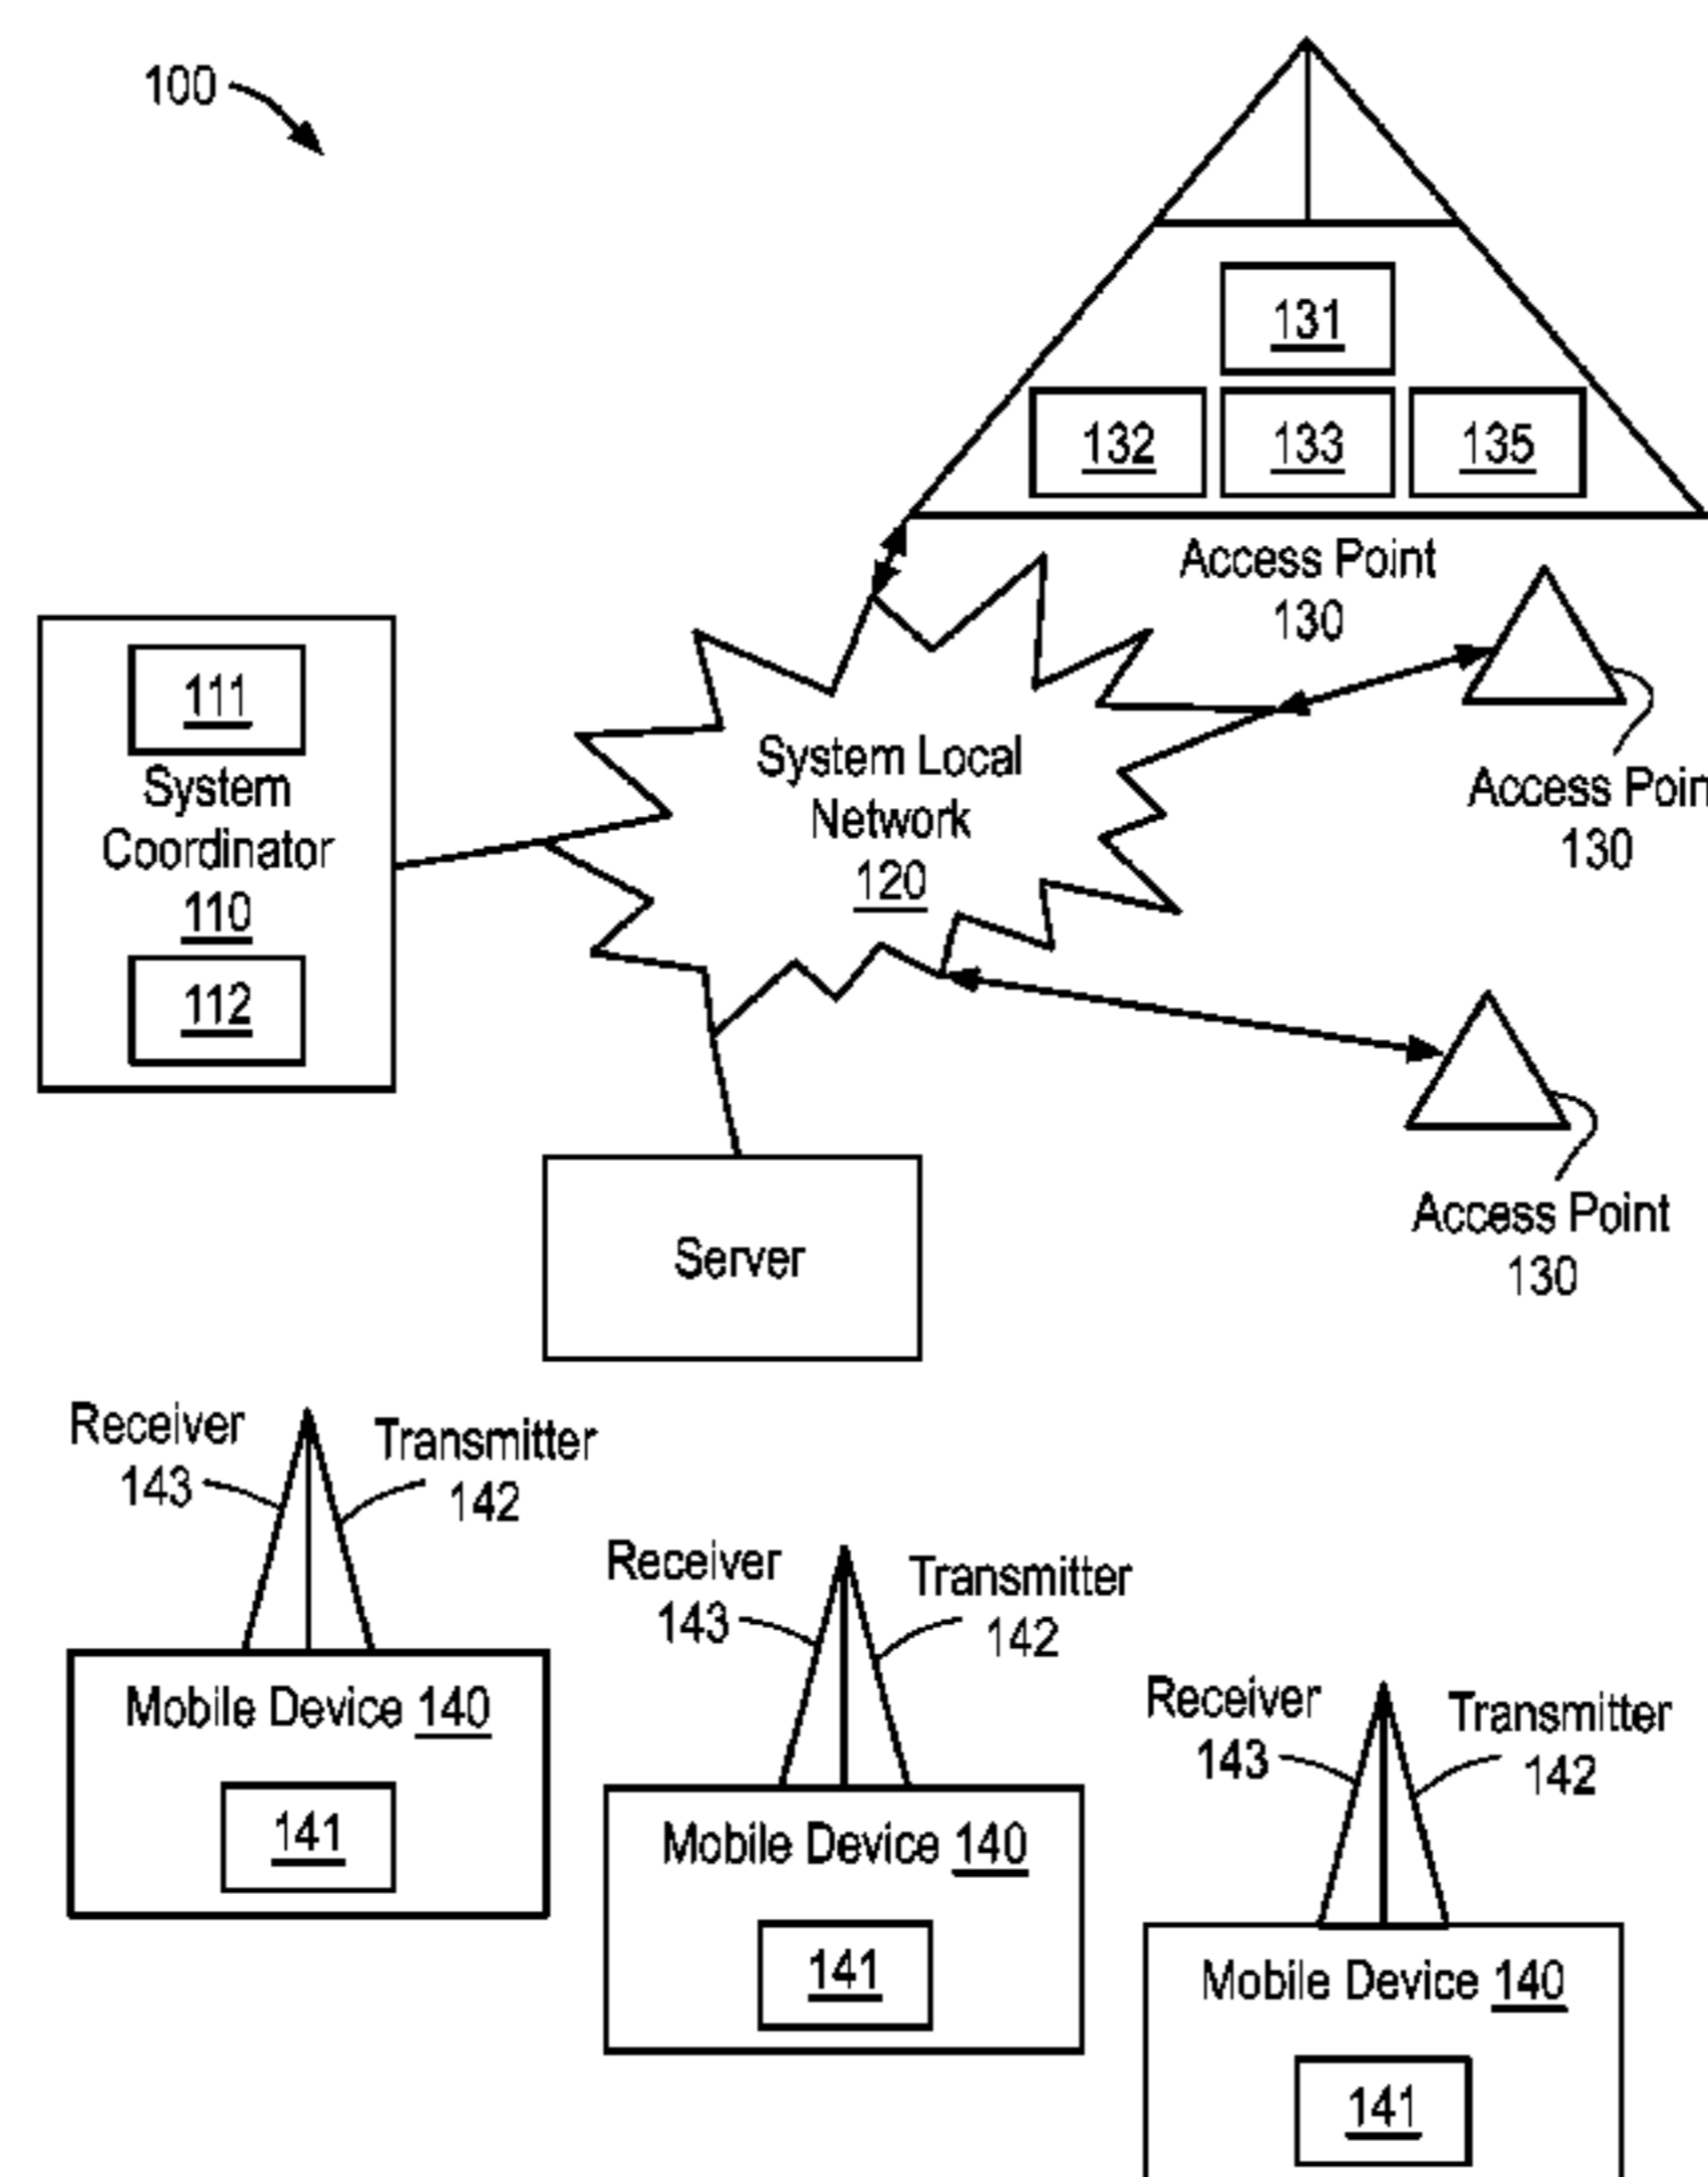 100
131
132
133
135
Access Point
130
111
System
Coordinator
110
112
System Local
Network
120
Access Poin
130
Access Point
130
Server
Receiver
143
Transmitter
142
Mobile Device 140
141
Receiver
143
Transmitter
142
Mobile Device 140
141
Receiver
143
Transmitter
142
Mobile Device 140
141